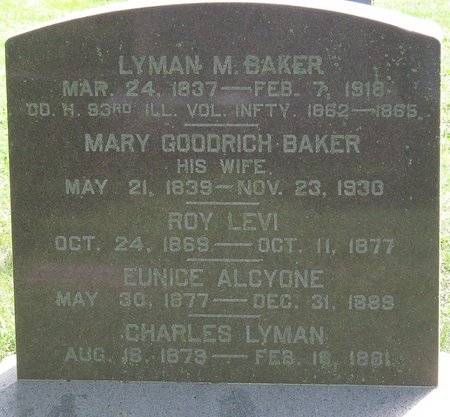 LYMAN M. BAKER
MAR. 24, 1837 — FEB. 7, 1918
CO. H. 93RD ILL. VOL. INFTY. 1862 — 1865
MARY GOODRICH BAKER
HIS WIFE
MAY 21, 1839 — NOV. 23, 1930
ROY LEVI
OCT. 24, 1869 — OCT. 11, 1877
EUNICE ALCYONE
MAY 30, 1877 — DEC. 31, 1889
CHARLES LYMAN
AUG. 18, 1873 — FEB. 19, 1881